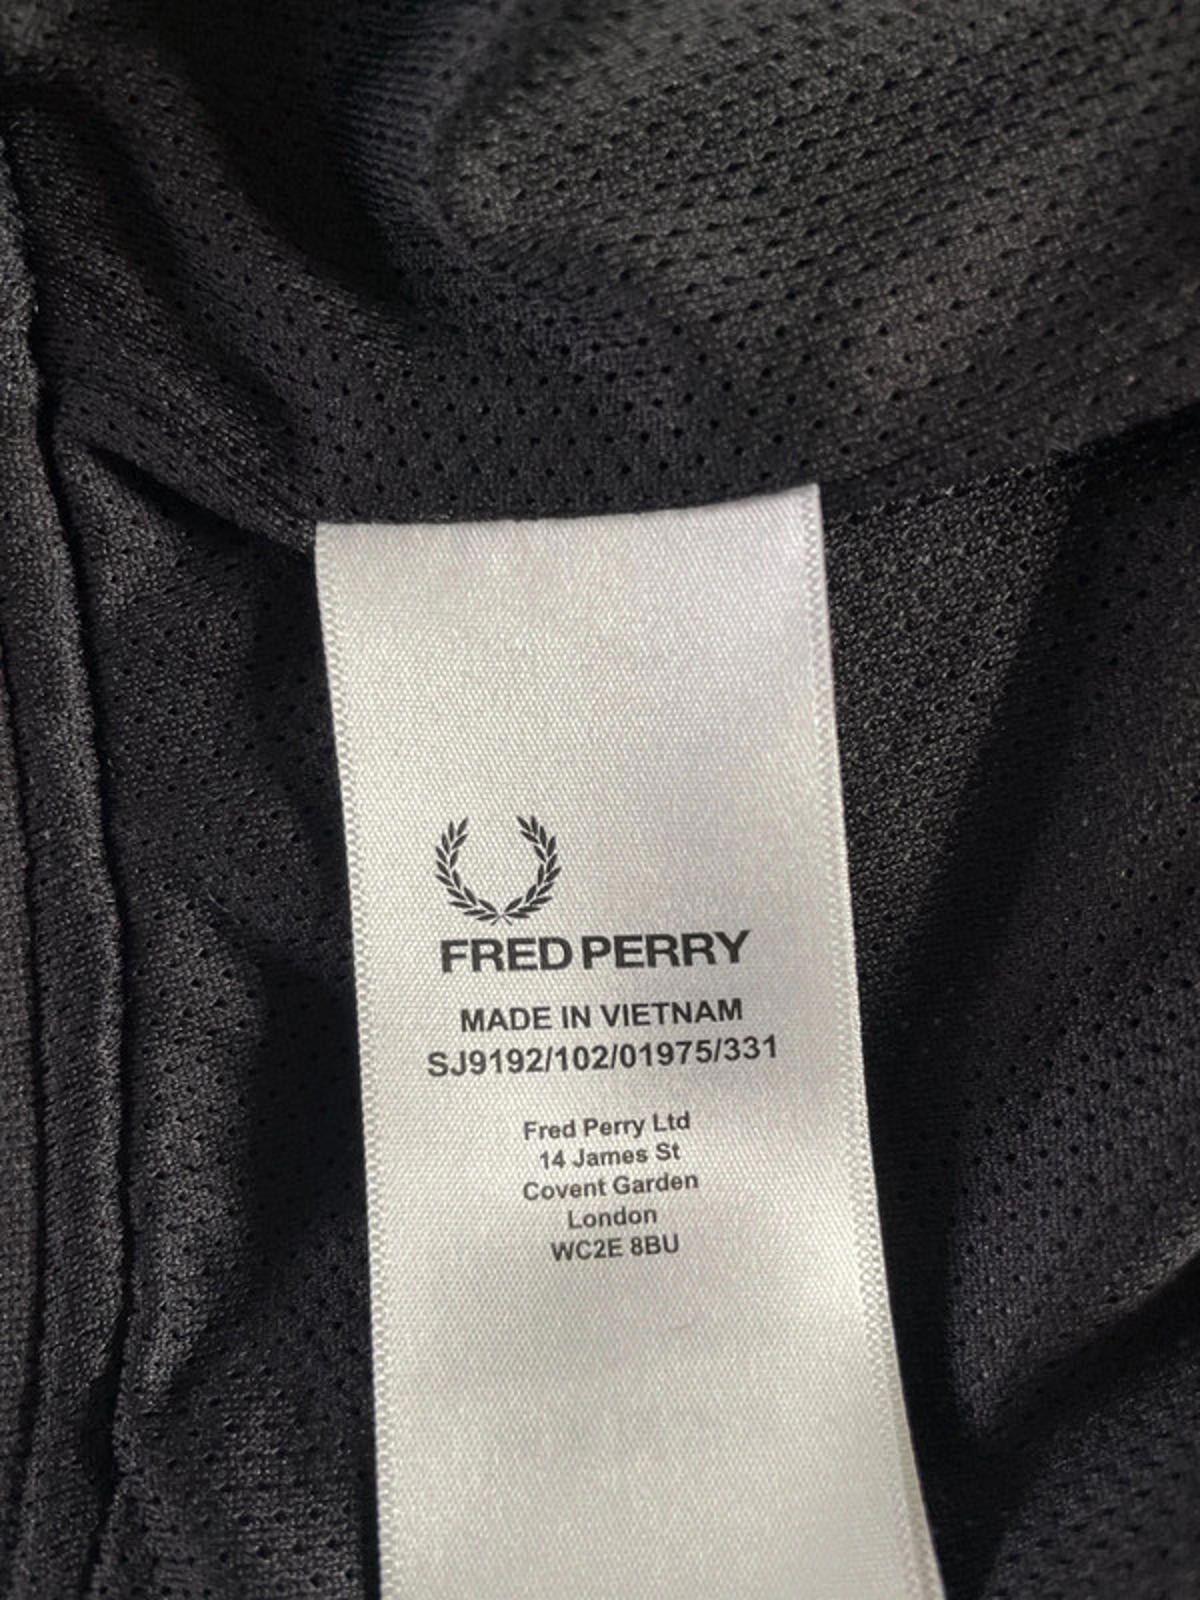 FRED PERRY
MADE IN VIETNAM
SJ9192/102/01975/331
Fred Perry Ltd
14 James St
Covent Garden
London
WC2E 8BU